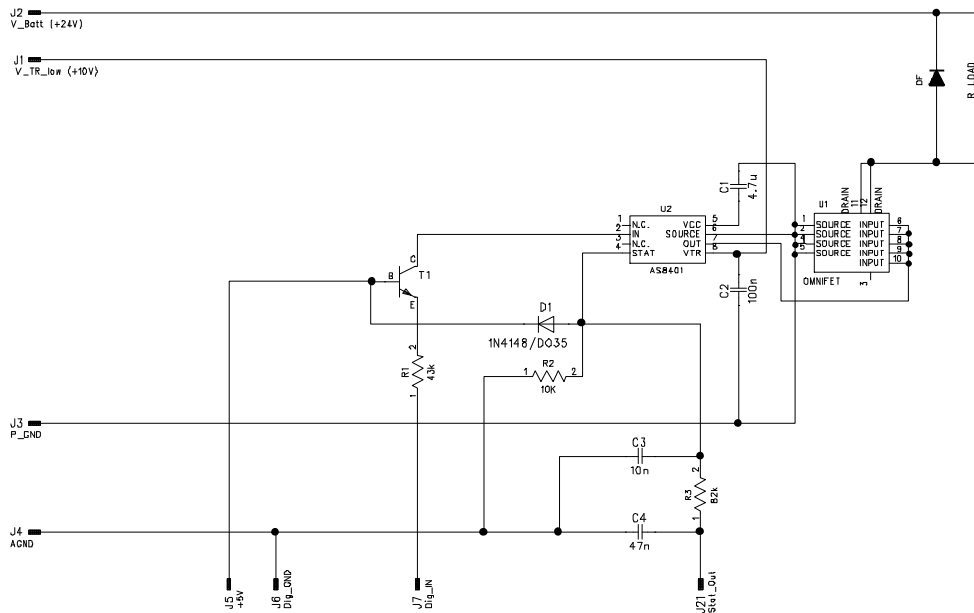 J2
V_Batt (+24V)
J1
V_TR_low (+10V)
DF
R_LOAD
C1
4.7u
U1
DRAIN
11
12
DRAIN
U2
1 N.C. VCC 5
2 IN SOURCE 6
3 N.C. OUT 7
4 STAT VTR 8
AS8401
1 SOURCE INPUT 6
2 SOURCE INPUT 7
4 SOURCE INPUT 8
5 SOURCE INPUT 9
INPUT 10
OMNIFET
3
C
B
T1
E
C2
100n
D1
1N4148/DO35
2
R1
43k
1
R2
1 2
10K
J3
P_GND
C3
10n
2
R3
82k
1
J4
AGND
C4
47n
J5
+5V
J6
Dig_GND
J7
Dig_IN
J21
Stat_Out